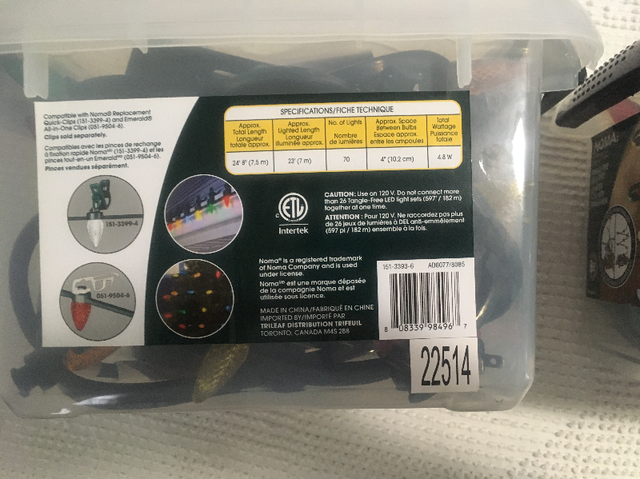 Compatible with Noma® Replacement
Quick-Clips (151-3399-4) and Emerald®
All-in-One Clips (051-9504-6).
Clips sold separately.
Compatibles avec les pinces de rechange
à fixation rapide Noma® (151-3399-4) et les
pinces tout-en-un Emerald® (051-9504-6).
Pinces vendues séparément.
151-3399-4
051-9504-6
SPECIFICATIONS/FICHE TECHNIQUE
Approx. Total Length Longueur totale approx.
Approx. Lighted Length Longueur illuminée approx.
No. of Lights Nombre de lumières
Approx. Space Between Bulbs Espace approx. entre les ampoules
Total Wattage Puissance totale
24' 8" (7,5 m) 23' (7 m) 70 4" (10,2 cm) 4.8 W
c ETL
Intertek
CAUTION: Use on 120 V. Do not connect more
than 26 Tangle-Free LED light sets (597' / 182 m)
together at one time.
ATTENTION : Pour 120 V. Ne raccordez pas plus
de 26 jeux de lumières à DEL anti-emmêlement
(597 pi / 182 m) ensemble à la fois.
Noma® is a registered trademark
of Noma Company and is used
under license.
Noma MD est une marque déposée
de la compagnie Noma et est
utilisée sous licence.
MADE IN CHINA/FABRIQUÉ EN CHINE
IMPORTED BY/IMPORTÉ PAR
TRILEAF DISTRIBUTION TRIFEUIL
TORONTO, CANADA M4S 2B8
151-3393-6 AD6077/8085
8 08339 98496 7
22514
NOMA